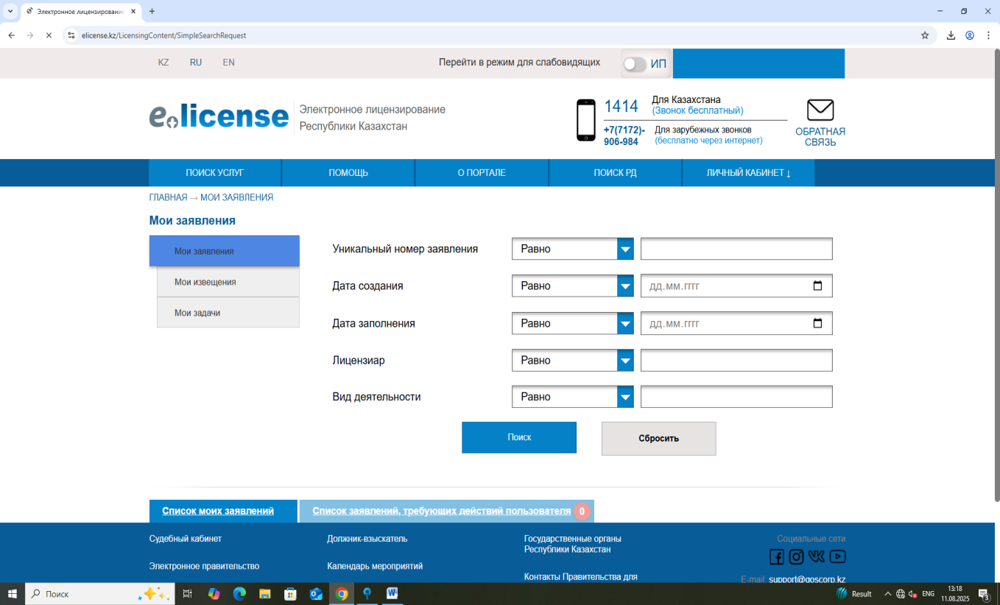 Электронное лицензировани
elicense.kz/LicensingContent/SimpleSearchRequest
KZ RU EN Перейти в режим для слабовидящих ИП
e.license
Электронное лицензирование
Республики Казахстан
1414 Для Казахстана
(Звонок бесплатный)
+7(7172)-
906-984
Для зарубежных звонков
(бесплатно через интернет)
ОБРАТНАЯ
СВЯЗЬ
ПОИСК УСЛУГ ПОМОЩЬ О ПОРТАЛЕ ПОИСК РД ЛИЧНЫЙ КАБИНЕТ ↓
ГЛАВНАЯ → МОИ ЗАЯВЛЕНИЯ
Мои заявления
Мои заявления
Мои извещения
Мои задачи
Уникальный номер заявления Равно
Дата создания Равно дд.мм.гггг
Дата заполнения Равно дд.мм.гггг
Лицензиар Равно
Вид деятельности Равно
Поиск Сбросить
Список моих заявлений Список заявлений, требующих действий пользователя 0
Судебный кабинет
Электронное правительство
Должник-взыскатель
Календарь мероприятий
Государственные органы
Республики Казахстан
Контакты Правительства для
Социальные сети
E-mail: support@goscorp.kz
Поиск
Result ENG 13:18
11.08.2025
3